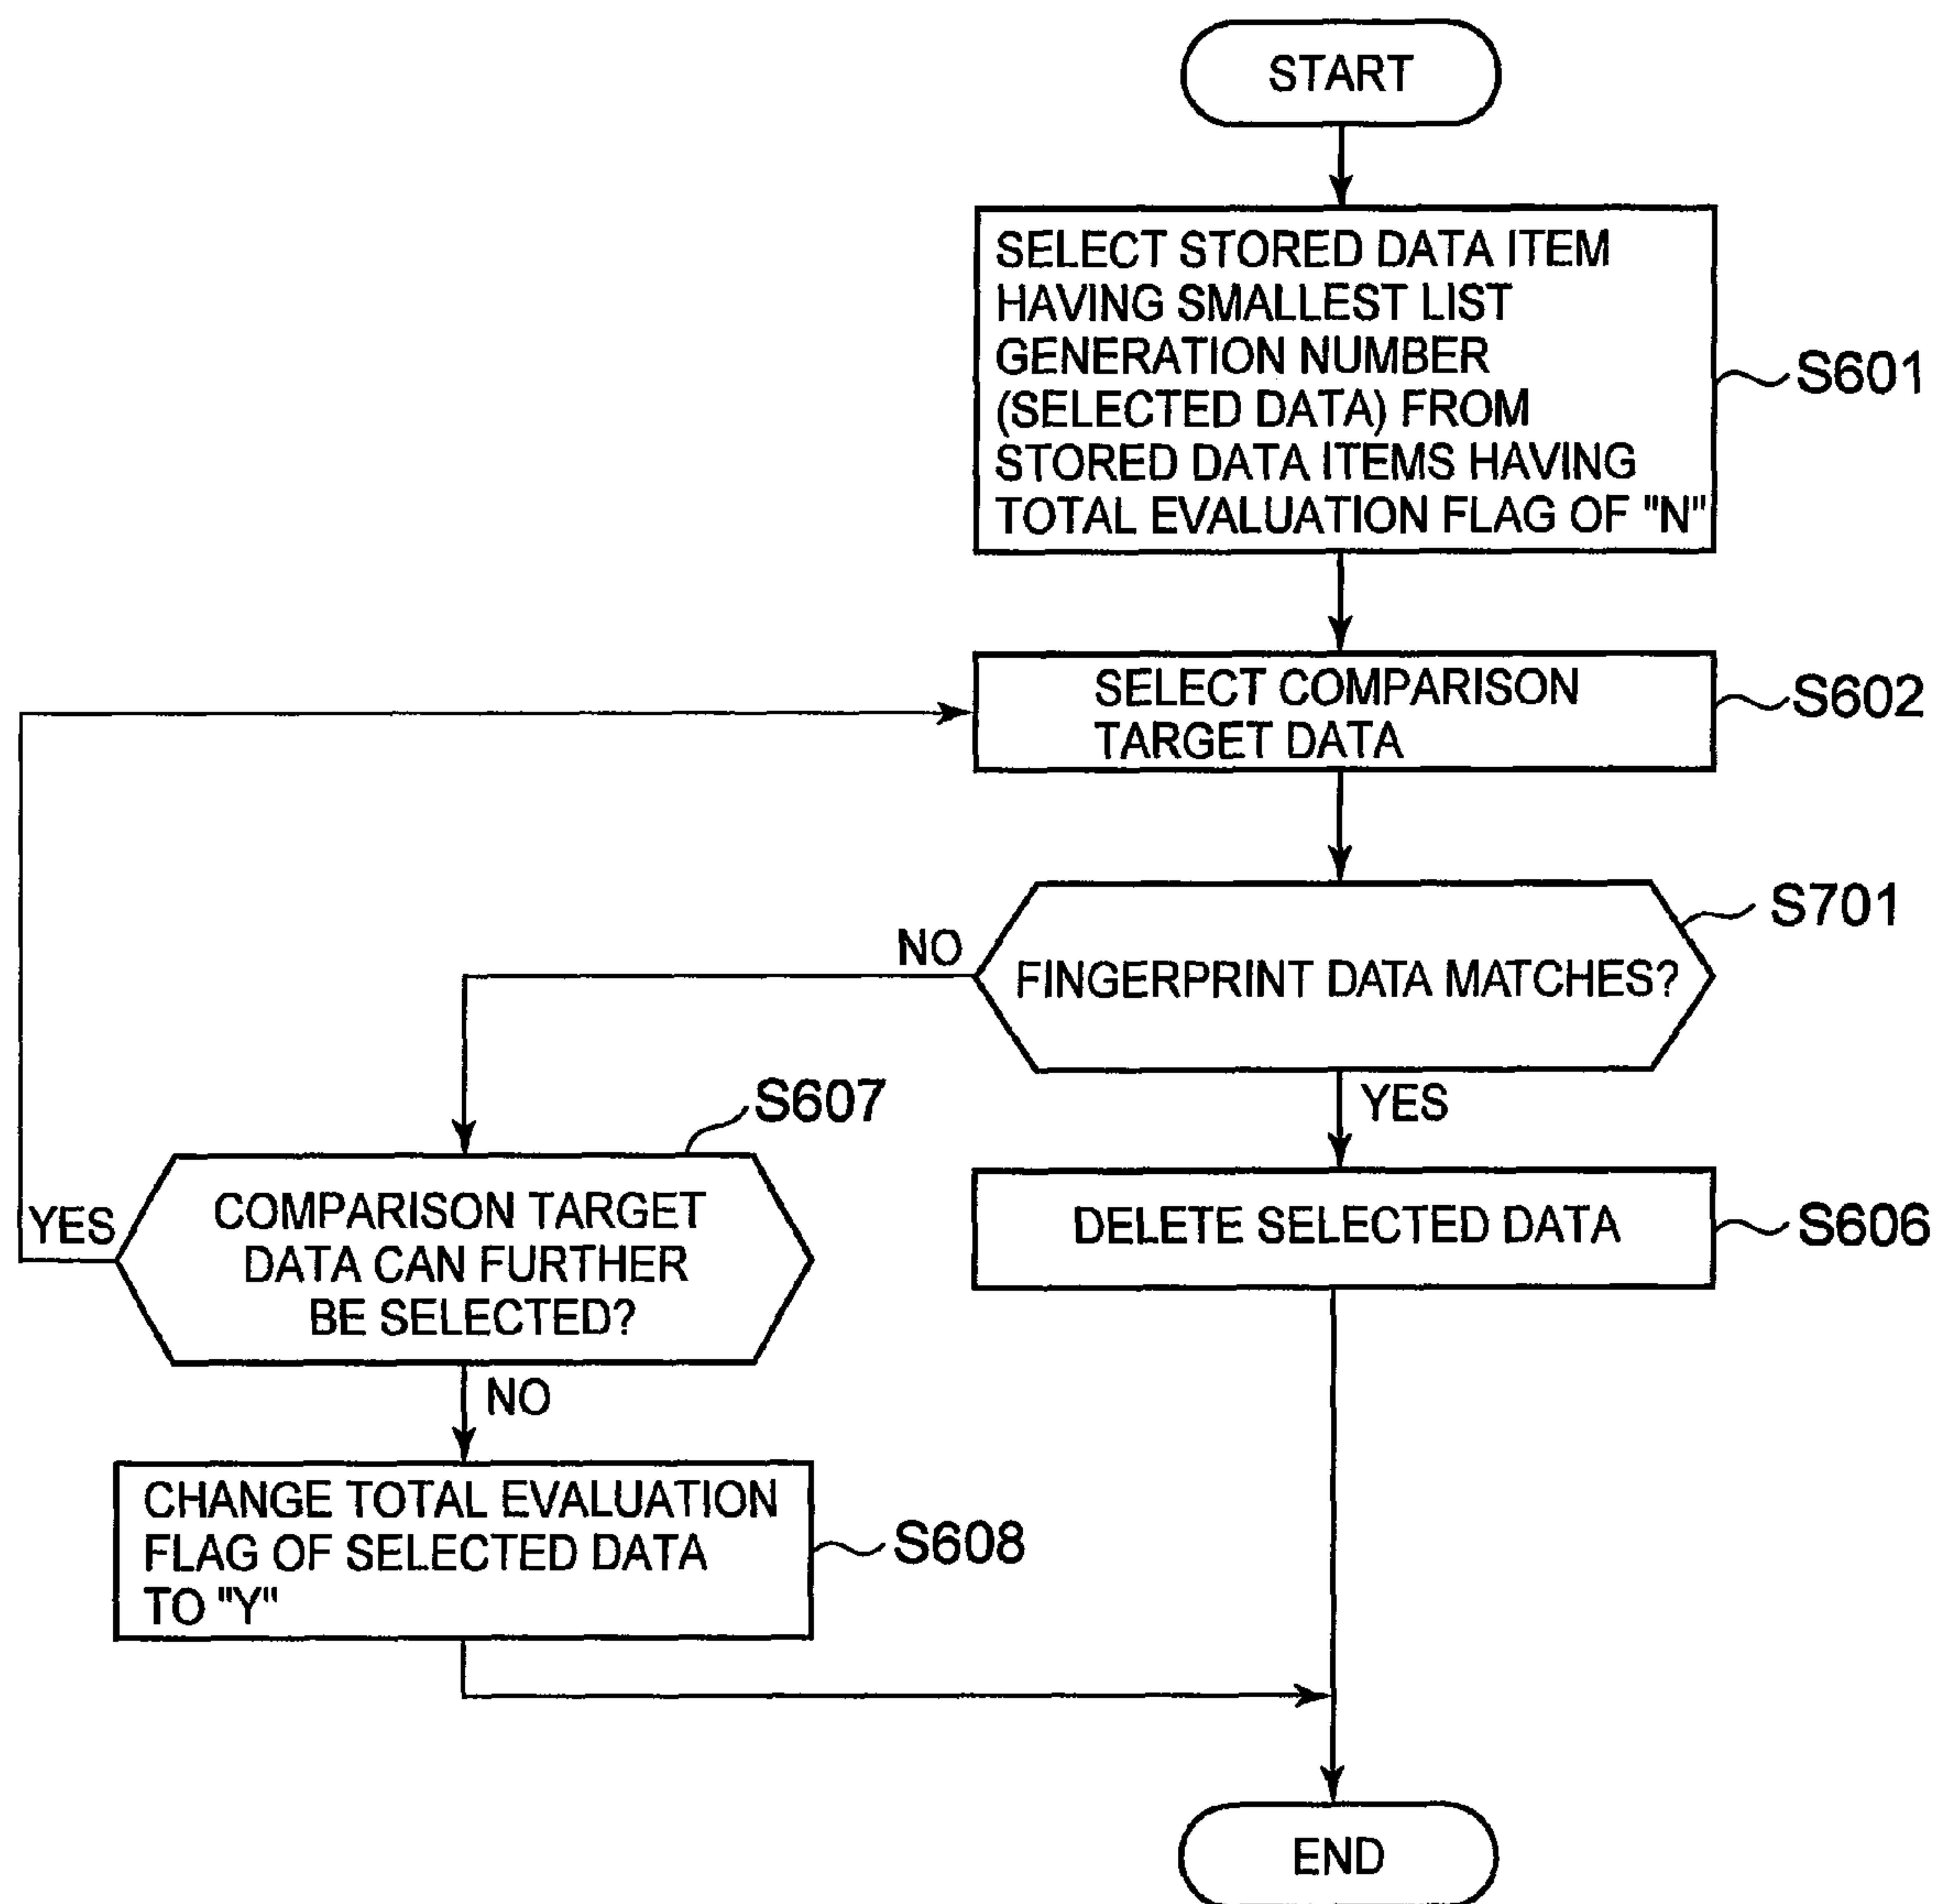 START
SELECT STORED DATA ITEM
HAVING SMALLEST LIST
GENERATION NUMBER
(SELECTED DATA) FROM
STORED DATA ITEMS HAVING
TOTAL EVALUATION FLAG OF "N"
S601
SELECT COMPARISON
TARGET DATA
S602
FINGERPRINT DATA MATCHES?
S701
NO
YES
S607
COMPARISON TARGET
DATA CAN FURTHER
BE SELECTED?
YES
NO
DELETE SELECTED DATA
S606
CHANGE TOTAL EVALUATION
FLAG OF SELECTED DATA
TO "Y"
S608
END